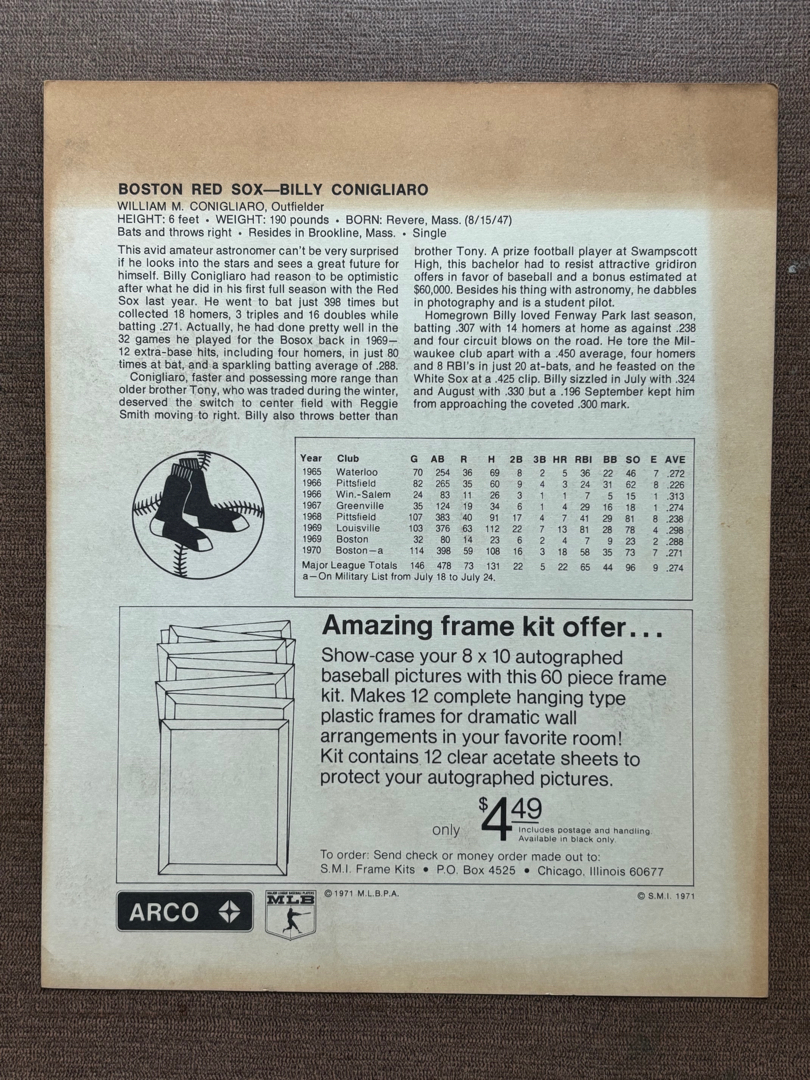 BOSTON RED SOX—BILLY CONIGLIARO
WILLIAM M. CONIGLIARO, Outfielder
HEIGHT: 6 feet • WEIGHT: 190 pounds • BORN: Revere, Mass. (8/15/47)
Bats and throws right • Resides in Brookline, Mass. • Single
This avid amateur astronomer can't be very surprised
if he looks into the stars and sees a great future for
himself. Billy Conigliaro had reason to be optimistic
after what he did in his first full season with the Red
Sox last year. He went to bat just 398 times but
collected 18 homers, 3 triples and 16 doubles while
batting .271. Actually, he had done pretty well in the
32 games he played for the Bosox back in 1969—
12 extra-base hits, including four homers, in just 80
times at bat, and a sparkling batting average of .288.
Conigliaro, faster and possessing more range than
older brother Tony, who was traded during the winter,
deserved the switch to center field with Reggie
Smith moving to right. Billy also throws better than
brother Tony. A prize football player at Swampscott
High, this bachelor had to resist attractive gridiron
offers in favor of baseball and a bonus estimated at
$60,000. Besides his thing with astronomy, he dabbles
in photography and is a student pilot.
Homegrown Billy loved Fenway Park last season,
batting .307 with 14 homers at home as against .238
and four circuit blows on the road. He tore the Mil-
waukee club apart with a .450 average, four homers
and 8 RBI's in just 20 at-bats, and he feasted on the
White Sox at a .425 clip. Billy sizzled in July with .324
and August with .330 but a .196 September kept him
from approaching the coveted .300 mark.
Year Club G AB R H 2B 3B HR RBI BB SO E AVE
1965 Waterloo 70 254 36 69 8 2 5 36 22 46 7 .272
1966 Pittsfield 82 265 35 60 9 4 3 24 31 62 8 .226
1966 Win.-Salem 24 83 11 26 3 1 1 7 5 15 1 .313
1967 Greenville 35 124 19 34 6 1 4 29 16 18 1 .274
1968 Pittsfield 107 383 40 91 17 4 7 41 29 81 8 .238
1969 Louisville 103 376 63 112 22 7 13 81 28 78 4 .298
1969 Boston 32 80 14 23 6 2 4 7 9 23 2 .288
1970 Boston—a 114 398 59 108 16 3 18 58 35 73 7 .271
Major League Totals 146 478 73 131 22 5 22 65 44 96 9 .274
a—On Military List from July 18 to July 24.
Amazing frame kit offer...
Show-case your 8 x 10 autographed
baseball pictures with this 60 piece frame
kit. Makes 12 complete hanging type
plastic frames for dramatic wall
arrangements in your favorite room!
Kit contains 12 clear acetate sheets to
protect your autographed pictures.
only $4.49 Includes postage and handling.
Available in black only.
To order: Send check or money order made out to:
S.M.I. Frame Kits • P.O. Box 4525 • Chicago, Illinois 60677
ARCO
MAJOR LEAGUE BASEBALL PLAYERS
MLB
© 1971 M.L.B.P.A.
© S.M.I. 1971